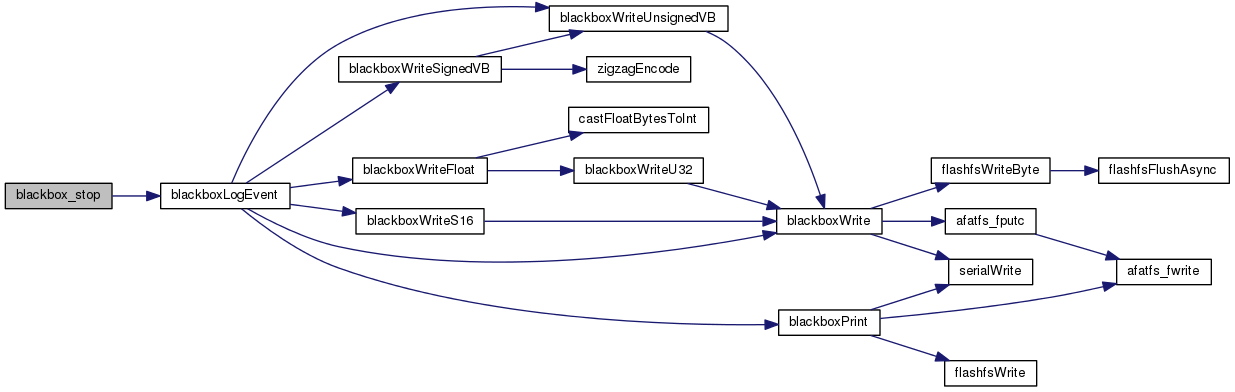 blackboxWriteUnsignedVB
blackboxWriteSignedVB
zigzagEncode
castFloatBytesToInt
blackboxWriteFloat
blackboxWriteU32
flashfsWriteByte
flashfsFlushAsync
blackbox_stop
blackboxLogEvent
blackboxWriteS16
blackboxWrite
afatfs_fputc
serialWrite
afatfs_fwrite
blackboxPrint
flashfsWrite